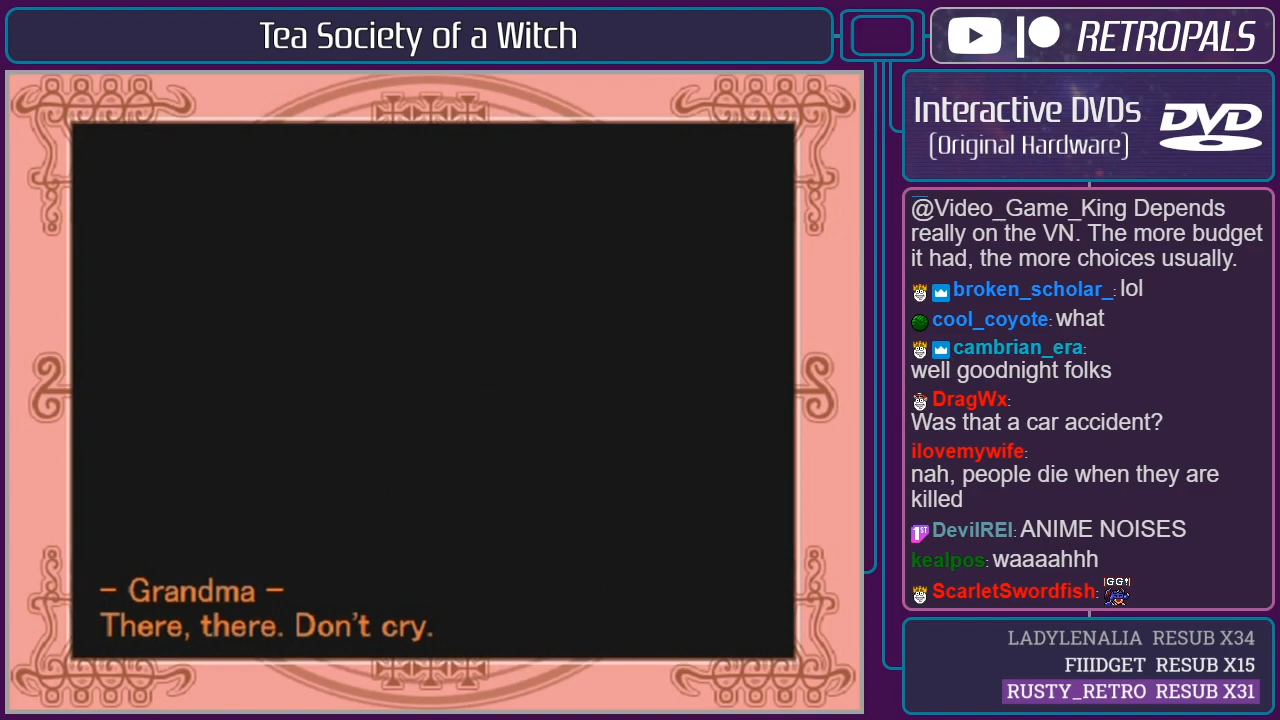 Tea Society of a Witch
RETROPALS
Interactive DVDs
(Original Hardware)
DVD
@Video_Game_King Depends
really on the VN. The more budget
it had, the more choices usually.
broken_scholar_: lol
cool_coyote: what
cambrian_era:
well goodnight folks
DragWx:
Was that a car accident?
ilovemywife:
nah, people die when they are
killed
1ST DevilREI: ANIME NOISES
kealpos: waaaahhh
ScarletSwordfish: !GG!
– Grandma –
There, there. Don't cry.
LADYLENALIA RESUB X34
FIIIDGET RESUB X15
RUSTY_RETRO RESUB X31